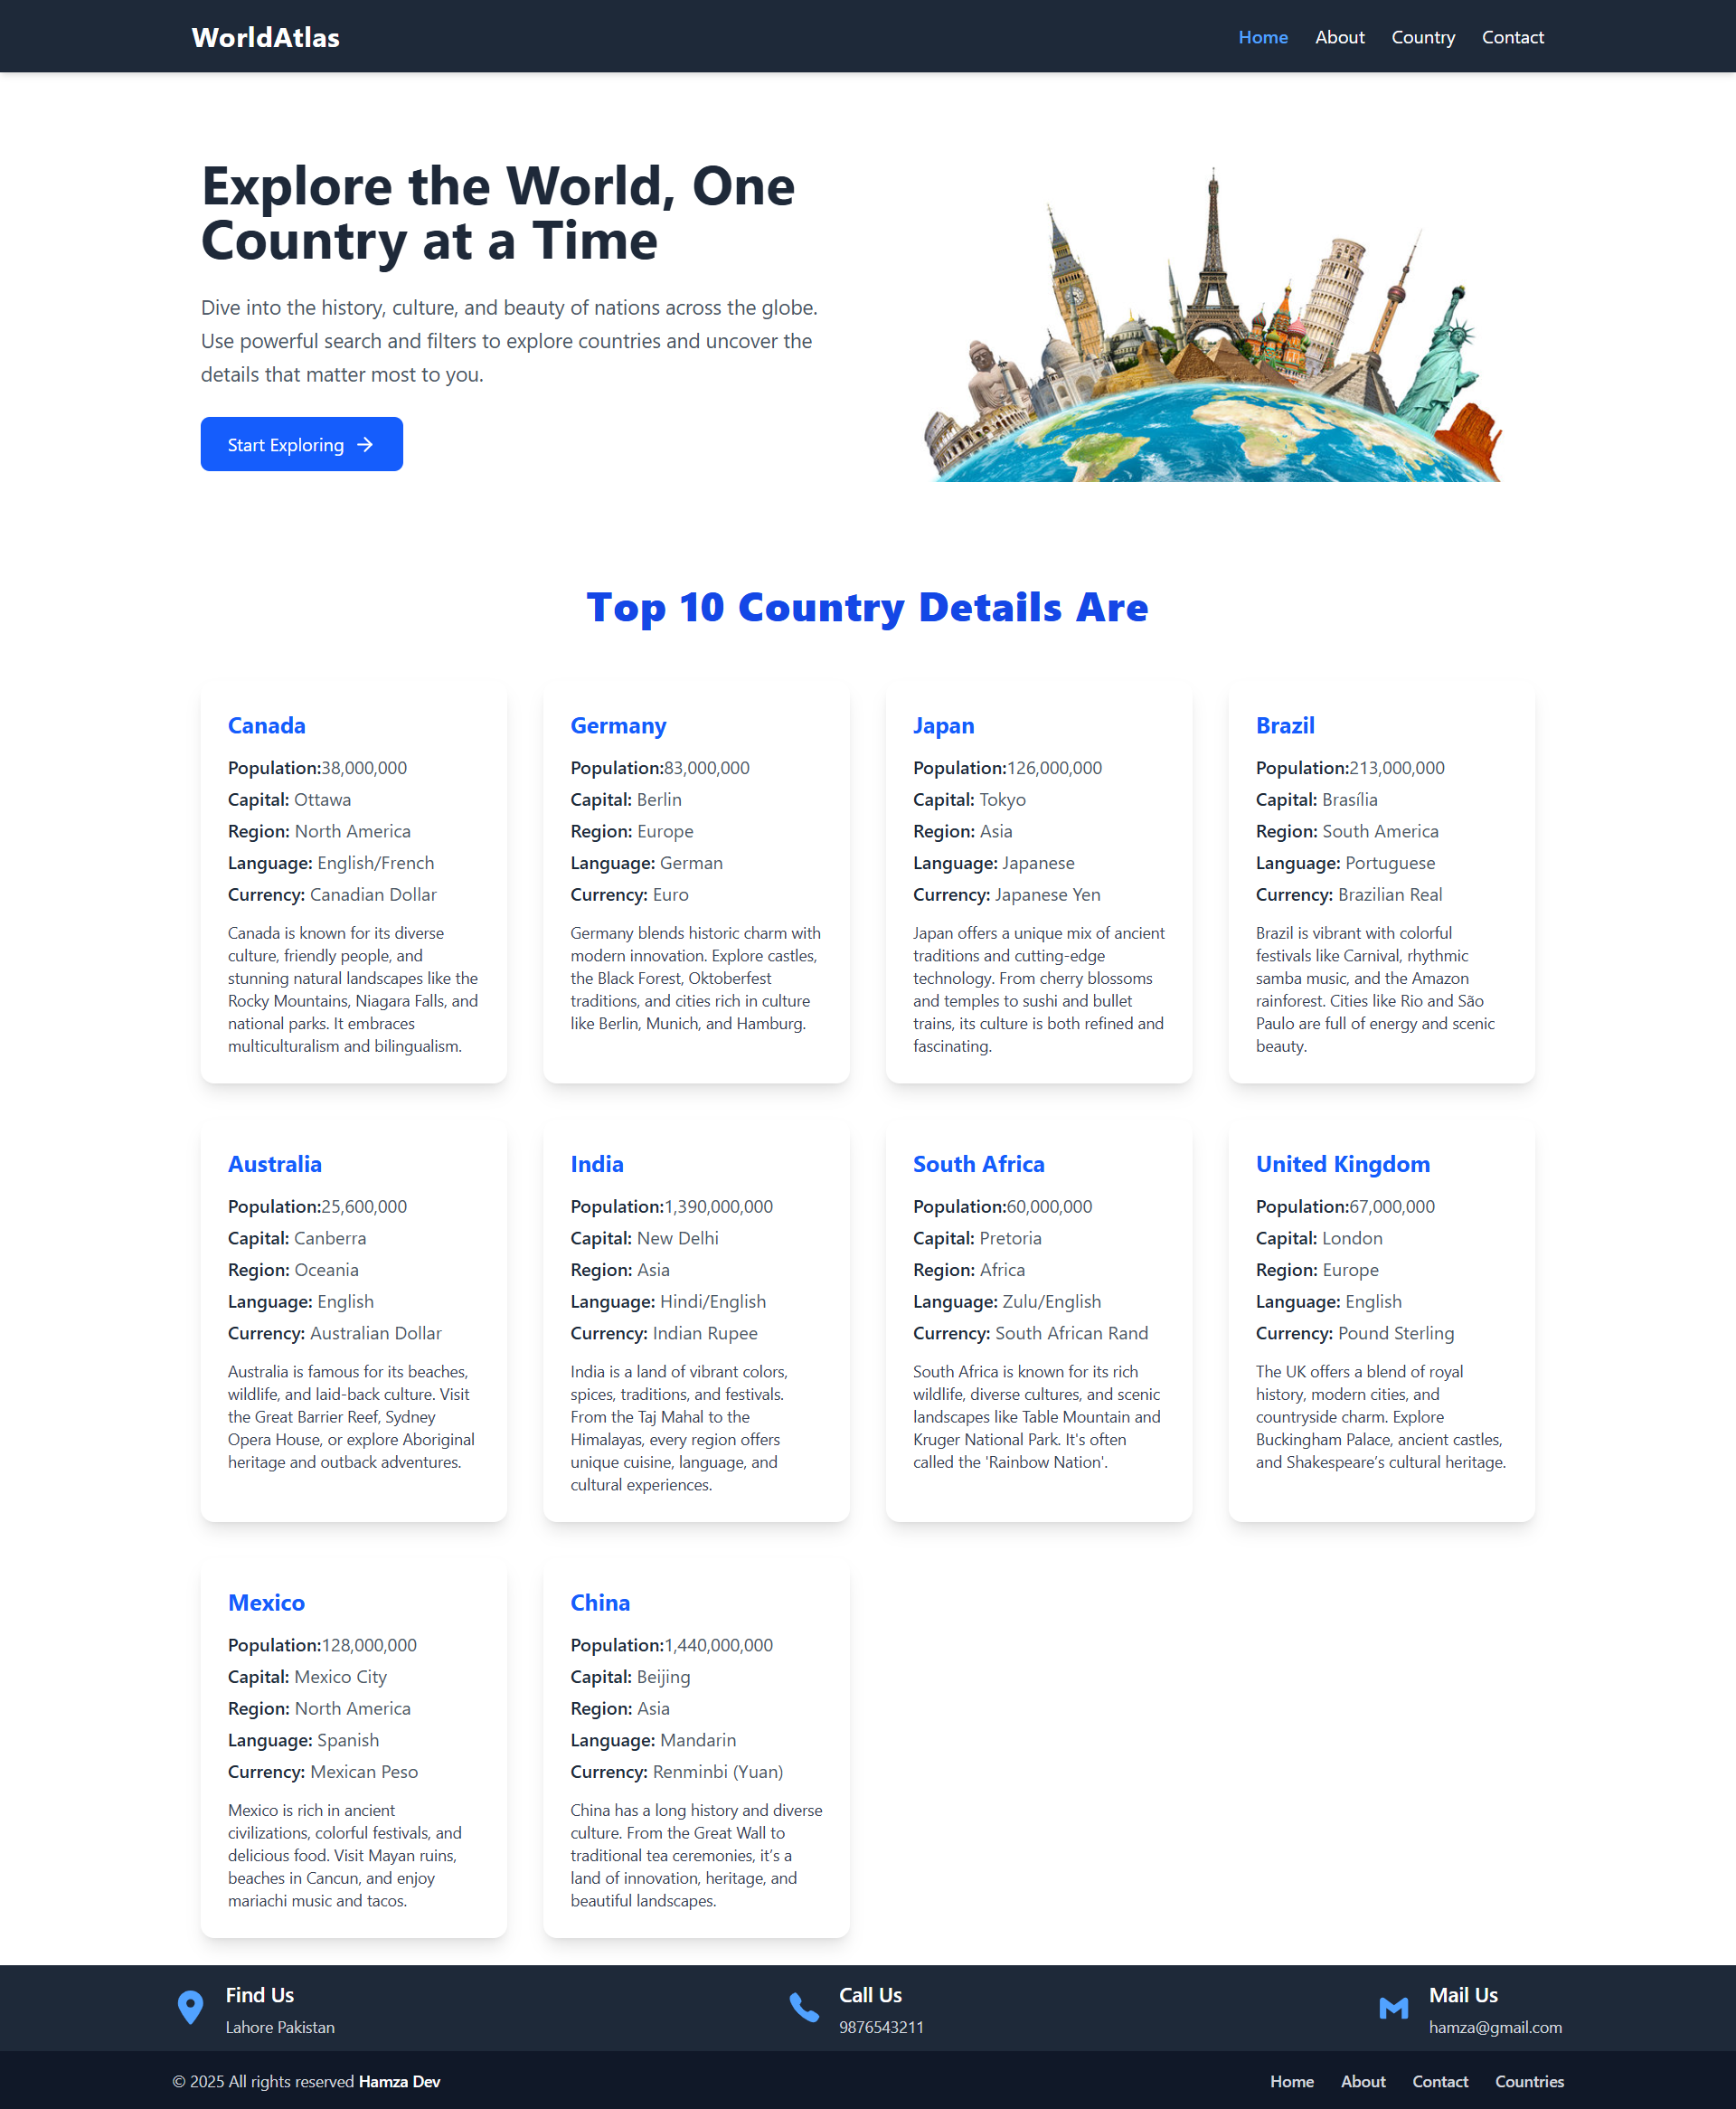 WorldAtlas
Home
About
Country
Contact
Explore the World, One
Country at a Time
Dive into the history, culture, and beauty of nations across the globe.
Use powerful search and filters to explore countries and uncover the
details that matter most to you.
Start Exploring
Top 10 Country Details Are
Canada
Population:38,000,000
Capital: Ottawa
Region: North America
Language: English/French
Currency: Canadian Dollar
Canada is known for its diverse
culture, friendly people, and
stunning natural landscapes like the
Rocky Mountains, Niagara Falls, and
national parks. It embraces
multiculturalism and bilingualism.
Germany
Population:83,000,000
Capital: Berlin
Region: Europe
Language: German
Currency: Euro
Germany blends historic charm with
modern innovation. Explore castles,
the Black Forest, Oktoberfest
traditions, and cities rich in culture
like Berlin, Munich, and Hamburg.
Japan
Population:126,000,000
Capital: Tokyo
Region: Asia
Language: Japanese
Currency: Japanese Yen
Japan offers a unique mix of ancient
traditions and cutting-edge
technology. From cherry blossoms
and temples to sushi and bullet
trains, its culture is both refined and
fascinating.
Brazil
Population:213,000,000
Capital: Brasília
Region: South America
Language: Portuguese
Currency: Brazilian Real
Brazil is vibrant with colorful
festivals like Carnival, rhythmic
samba music, and the Amazon
rainforest. Cities like Rio and São
Paulo are full of energy and scenic
beauty.
Australia
Population:25,600,000
Capital: Canberra
Region: Oceania
Language: English
Currency: Australian Dollar
Australia is famous for its beaches,
wildlife, and laid-back culture. Visit
the Great Barrier Reef, Sydney
Opera House, or explore Aboriginal
heritage and outback adventures.
India
Population:1,390,000,000
Capital: New Delhi
Region: Asia
Language: Hindi/English
Currency: Indian Rupee
India is a land of vibrant colors,
spices, traditions, and festivals.
From the Taj Mahal to the
Himalayas, every region offers
unique cuisine, language, and
cultural experiences.
South Africa
Population:60,000,000
Capital: Pretoria
Region: Africa
Language: Zulu/English
Currency: South African Rand
South Africa is known for its rich
wildlife, diverse cultures, and scenic
landscapes like Table Mountain and
Kruger National Park. It's often
called the 'Rainbow Nation'.
United Kingdom
Population:67,000,000
Capital: London
Region: Europe
Language: English
Currency: Pound Sterling
The UK offers a blend of royal
history, modern cities, and
countryside charm. Explore
Buckingham Palace, ancient castles,
and Shakespeare’s cultural heritage.
Mexico
Population:128,000,000
Capital: Mexico City
Region: North America
Language: Spanish
Currency: Mexican Peso
Mexico is rich in ancient
civilizations, colorful festivals, and
delicious food. Visit Mayan ruins,
beaches in Cancun, and enjoy
mariachi music and tacos.
China
Population:1,440,000,000
Capital: Beijing
Region: Asia
Language: Mandarin
Currency: Renminbi (Yuan)
China has a long history and diverse
culture. From the Great Wall to
traditional tea ceremonies, it’s a
land of innovation, heritage, and
beautiful landscapes.
Find Us
Lahore Pakistan
Call Us
9876543211
Mail Us
hamza@gmail.com
© 2025 All rights reserved Hamza Dev
Home
About
Contact
Countries